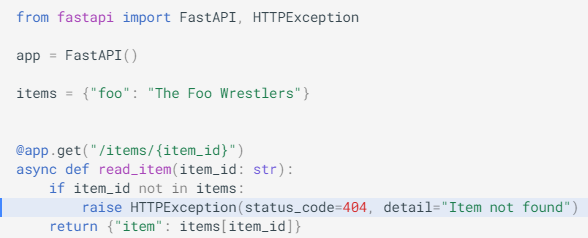 from fastapi import FastAPI, HTTPException
app = FastAPI()
items = {"foo": "The Foo Wrestlers"}
@app.get("/items/{item_id}")
async def read_item(item_id: str):
    if item_id not in items:
        raise HTTPException(status_code=404, detail="Item not found")
    return {"item": items[item_id]}